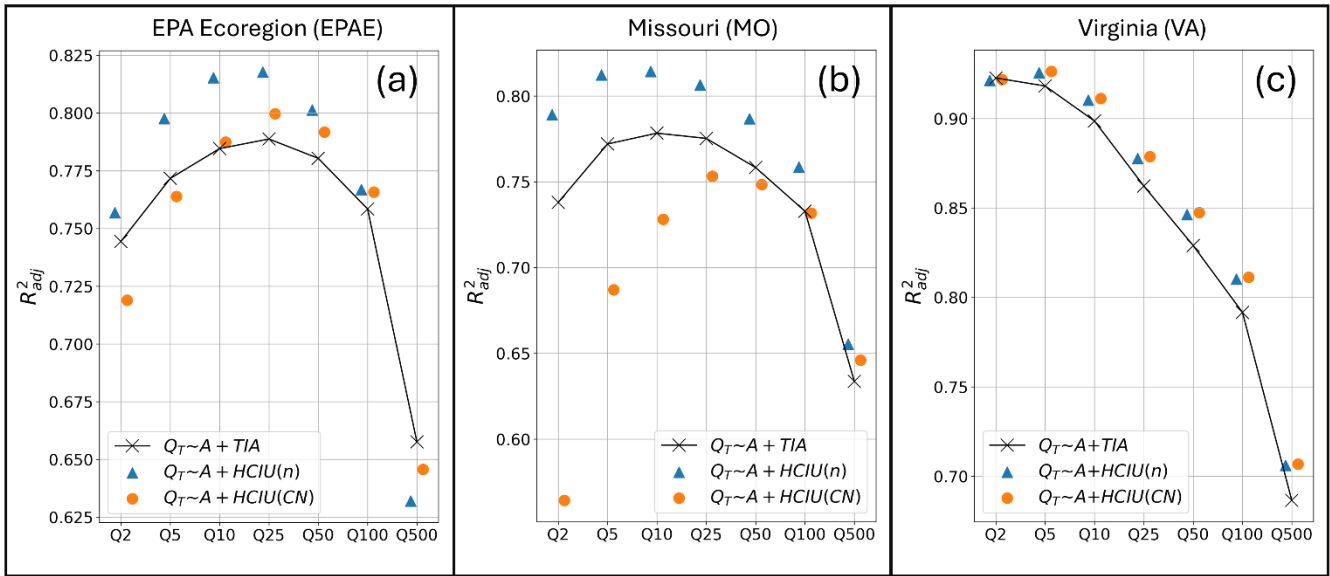 EPA Ecoregion (EPAE)
(a)
0.825
0.800
0.775
0.750
0.725
0.700
0.675
0.650
0.625
R²adj
Q_T~A + TIA
Q_T~A + HCIU(n)
Q_T~A + HCIU(CN)
Q2 Q5 Q10 Q25 Q50 Q100 Q500
Missouri (MO)
(b)
0.80
0.75
0.70
0.65
0.60
R²adj
Q_T~A + TIA
Q_T~A + HCIU(n)
Q_T~A + HCIU(CN)
Q2 Q5 Q10 Q25 Q50 Q100 Q500
Virginia (VA)
(c)
0.90
0.85
0.80
0.75
0.70
R²adj
Q_T~A+TIA
Q_T~A+HCIU(n)
Q_T~A+HCIU(CN)
Q2 Q5 Q10 Q25 Q50 Q100 Q500